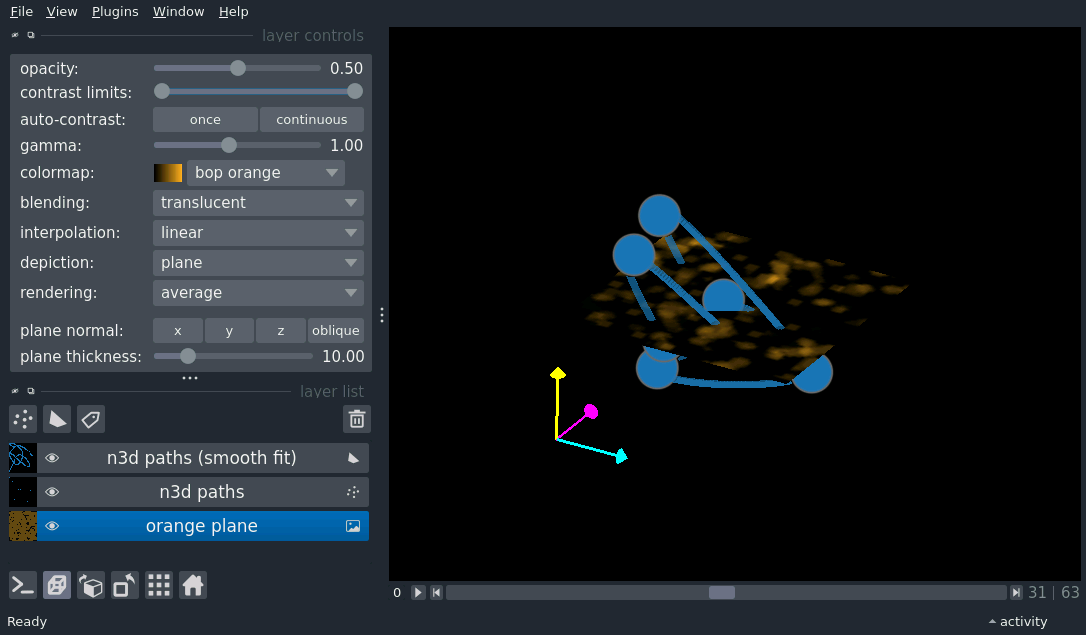 File View Plugins Window Help
layer controls
opacity: 0.50
contrast limits:
auto-contrast: once continuous
gamma: 1.00
colormap: bop orange
blending: translucent
interpolation: linear
depiction: plane
rendering: average
plane normal: x y z oblique
plane thickness: 10.00
layer list
n3d paths (smooth fit)
n3d paths
orange plane
0 31 | 63
Ready activity